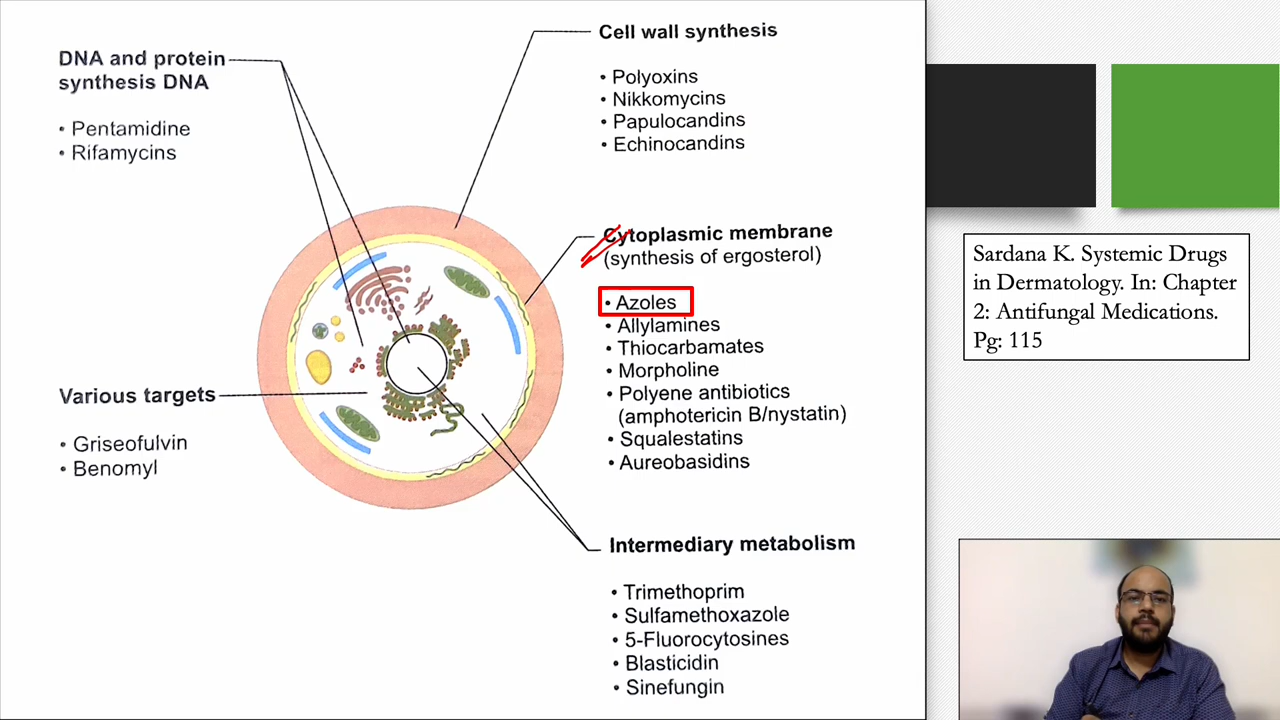 DNA and protein
synthesis DNA
• Pentamidine
• Rifamycins
Various targets
• Griseofulvin
• Benomyl
Cell wall synthesis
• Polyoxins
• Nikkomycins
• Papulocandins
• Echinocandins
Cytoplasmic membrane
(synthesis of ergosterol)
• Azoles
• Allylamines
• Thiocarbamates
• Morpholine
• Polyene antibiotics
(amphotericin B/nystatin)
• Squalestatins
• Aureobasidins
Intermediary metabolism
• Trimethoprim
• Sulfamethoxazole
• 5-Fluorocytosines
• Blasticidin
• Sinefungin
Sardana K. Systemic Drugs
in Dermatology. In: Chapter
2: Antifungal Medications.
Pg: 115